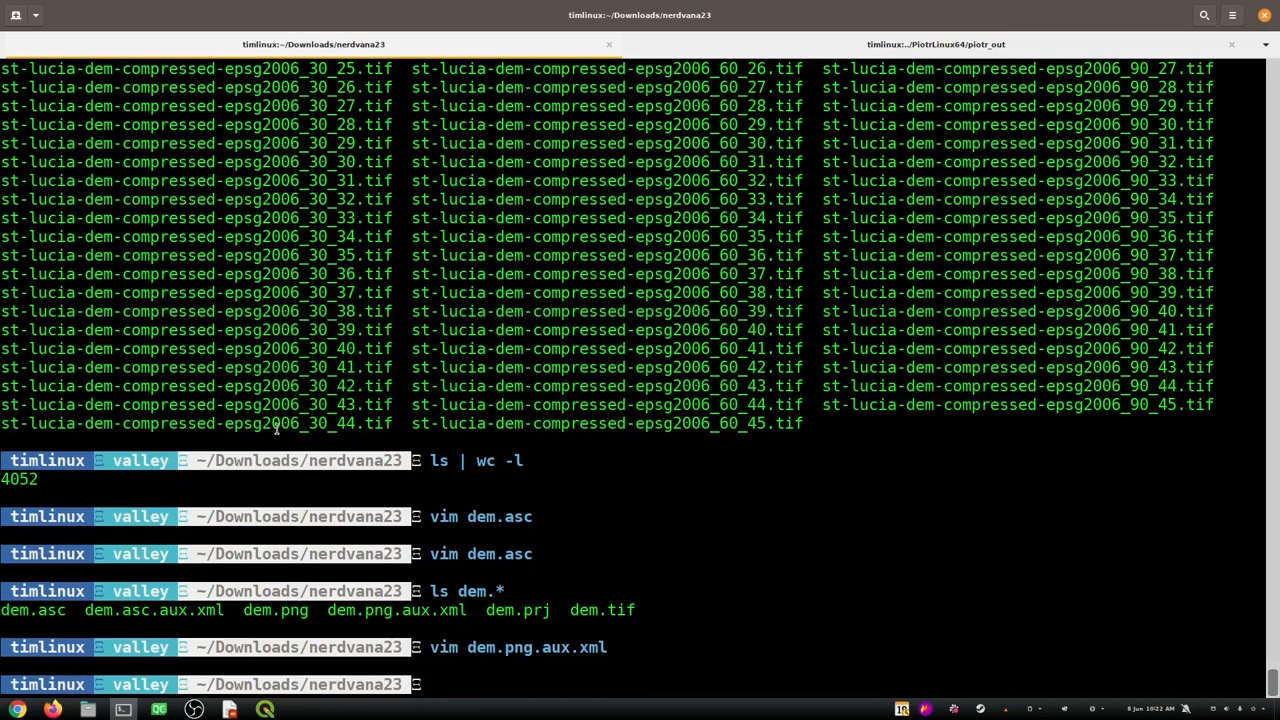 timlinux:~/Downloads/nerdvana23
timlinux:~/Downloads/nerdvana23
timlinux:../PiotrLinux64/piotr_out
st-lucia-dem-compressed-epsg2006_30_25.tif st-lucia-dem-compressed-epsg2006_60_26.tif st-lucia-dem-compressed-epsg2006_90_27.tif
st-lucia-dem-compressed-epsg2006_30_26.tif st-lucia-dem-compressed-epsg2006_60_27.tif st-lucia-dem-compressed-epsg2006_90_28.tif
st-lucia-dem-compressed-epsg2006_30_27.tif st-lucia-dem-compressed-epsg2006_60_28.tif st-lucia-dem-compressed-epsg2006_90_29.tif
st-lucia-dem-compressed-epsg2006_30_28.tif st-lucia-dem-compressed-epsg2006_60_29.tif st-lucia-dem-compressed-epsg2006_90_30.tif
st-lucia-dem-compressed-epsg2006_30_29.tif st-lucia-dem-compressed-epsg2006_60_30.tif st-lucia-dem-compressed-epsg2006_90_31.tif
st-lucia-dem-compressed-epsg2006_30_30.tif st-lucia-dem-compressed-epsg2006_60_31.tif st-lucia-dem-compressed-epsg2006_90_32.tif
st-lucia-dem-compressed-epsg2006_30_31.tif st-lucia-dem-compressed-epsg2006_60_32.tif st-lucia-dem-compressed-epsg2006_90_33.tif
st-lucia-dem-compressed-epsg2006_30_32.tif st-lucia-dem-compressed-epsg2006_60_33.tif st-lucia-dem-compressed-epsg2006_90_34.tif
st-lucia-dem-compressed-epsg2006_30_33.tif st-lucia-dem-compressed-epsg2006_60_34.tif st-lucia-dem-compressed-epsg2006_90_35.tif
st-lucia-dem-compressed-epsg2006_30_34.tif st-lucia-dem-compressed-epsg2006_60_35.tif st-lucia-dem-compressed-epsg2006_90_36.tif
st-lucia-dem-compressed-epsg2006_30_35.tif st-lucia-dem-compressed-epsg2006_60_36.tif st-lucia-dem-compressed-epsg2006_90_37.tif
st-lucia-dem-compressed-epsg2006_30_36.tif st-lucia-dem-compressed-epsg2006_60_37.tif st-lucia-dem-compressed-epsg2006_90_38.tif
st-lucia-dem-compressed-epsg2006_30_37.tif st-lucia-dem-compressed-epsg2006_60_38.tif st-lucia-dem-compressed-epsg2006_90_39.tif
st-lucia-dem-compressed-epsg2006_30_38.tif st-lucia-dem-compressed-epsg2006_60_39.tif st-lucia-dem-compressed-epsg2006_90_40.tif
st-lucia-dem-compressed-epsg2006_30_39.tif st-lucia-dem-compressed-epsg2006_60_40.tif st-lucia-dem-compressed-epsg2006_90_41.tif
st-lucia-dem-compressed-epsg2006_30_40.tif st-lucia-dem-compressed-epsg2006_60_41.tif st-lucia-dem-compressed-epsg2006_90_42.tif
st-lucia-dem-compressed-epsg2006_30_41.tif st-lucia-dem-compressed-epsg2006_60_42.tif st-lucia-dem-compressed-epsg2006_90_43.tif
st-lucia-dem-compressed-epsg2006_30_42.tif st-lucia-dem-compressed-epsg2006_60_43.tif st-lucia-dem-compressed-epsg2006_90_44.tif
st-lucia-dem-compressed-epsg2006_30_43.tif st-lucia-dem-compressed-epsg2006_60_44.tif st-lucia-dem-compressed-epsg2006_90_45.tif
st-lucia-dem-compressed-epsg2006_30_44.tif st-lucia-dem-compressed-epsg2006_60_45.tif
timlinux Ξ valley Ξ ~/Downloads/nerdvana23 Ξ ls | wc -l
4052
timlinux Ξ valley Ξ ~/Downloads/nerdvana23 Ξ vim dem.asc
timlinux Ξ valley Ξ ~/Downloads/nerdvana23 Ξ vim dem.asc
timlinux Ξ valley Ξ ~/Downloads/nerdvana23 Ξ ls dem.*
dem.asc dem.asc.aux.xml dem.png dem.png.aux.xml dem.prj dem.tif
timlinux Ξ valley Ξ ~/Downloads/nerdvana23 Ξ vim dem.png.aux.xml
timlinux Ξ valley Ξ ~/Downloads/nerdvana23 Ξ
8 Jun 10:22 AM